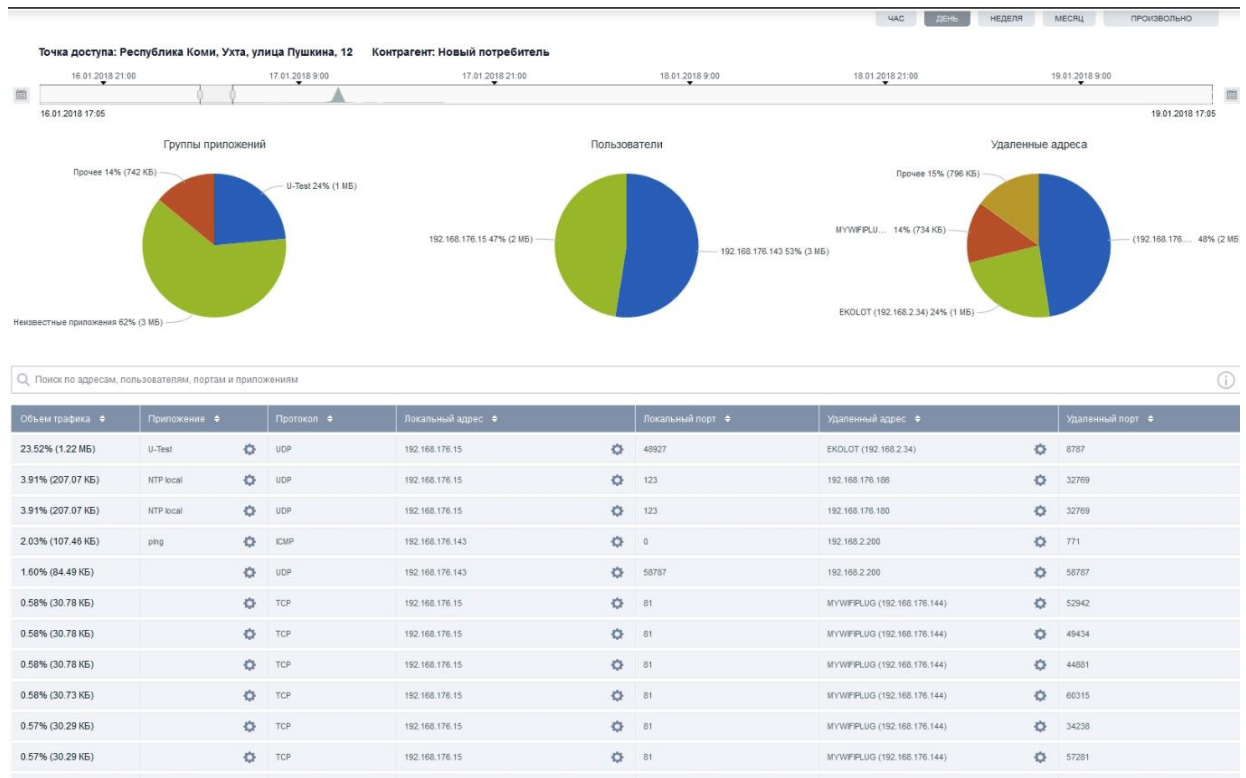 ЧАС ДЕНЬ НЕДЕЛЯ МЕСЯЦ ПРОИЗВОЛЬНО
Точка доступа: Республика Коми, Ухта, улица Пушкина, 12 Контрагент: Новый потребитель
16.01.2018 21:00 17.01.2018 9:00 17.01.2018 21:00 18.01.2018 9:00 18.01.2018 21:00 19.01.2018 9:00
16.01.2018 17:05 19.01.2018 17:05
Группы приложений
Прочее 14% (742 КБ)
U-Test 24% (1 МБ)
Неизвестные приложения 62% (3 МБ)
Пользователи
192.168.176.15 47% (2 МБ)
192.168.176.143 53% (3 МБ)
Удаленные адреса
Прочее 15% (796 КБ)
MYWIFIPLU... 14% (734 КБ)
(192.168.176.... 48% (2 МБ)
EKOLOT (192.168.2.34) 24% (1 МБ)
Поиск по адресам, пользователям, портам и приложениям
Объем трафика Приложение Протокол Локальный адрес Локальный порт Удаленный адрес Удаленный порт
23.52% (1.22 МБ) U-Test UDP 192.168.176.15 48927 EKOLOT (192.168.2.34) 8787
3.91% (207.07 КБ) NTP local UDP 192.168.176.15 123 192.168.176.186 32769
3.91% (207.07 КБ) NTP local UDP 192.168.176.15 123 192.168.176.180 32769
2.03% (107.46 КБ) ping ICMP 192.168.176.143 0 192.168.2.200 771
1.60% (84.49 КБ) UDP 192.168.176.143 58787 192.168.2.200 58787
0.58% (30.78 КБ) TCP 192.168.176.15 81 MYWIFIPLUG (192.168.176.144) 52942
0.58% (30.78 КБ) TCP 192.168.176.15 81 MYWIFIPLUG (192.168.176.144) 49434
0.58% (30.78 КБ) TCP 192.168.176.15 81 MYWIFIPLUG (192.168.176.144) 44881
0.58% (30.73 КБ) TCP 192.168.176.15 81 MYWIFIPLUG (192.168.176.144) 60315
0.57% (30.29 КБ) TCP 192.168.176.15 81 MYWIFIPLUG (192.168.176.144) 34238
0.57% (30.29 КБ) TCP 192.168.176.15 81 MYWIFIPLUG (192.168.176.144) 57281